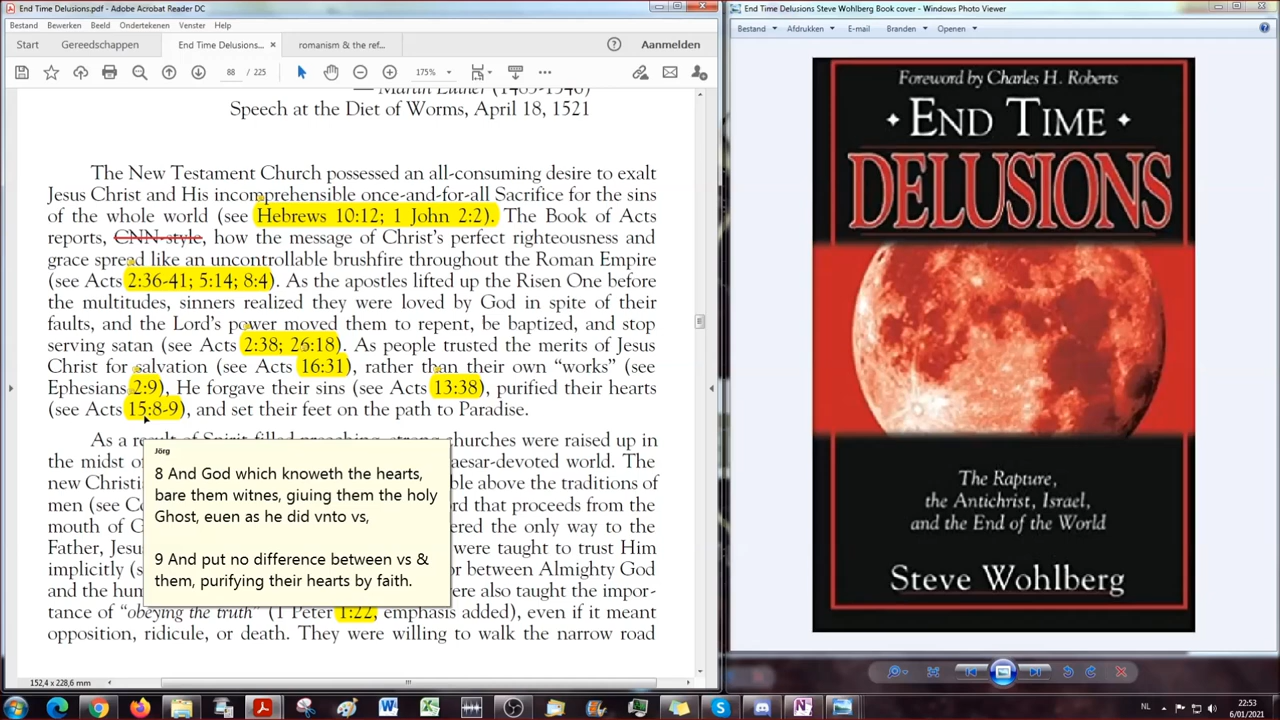 End Time Delusions.pdf - Adobe Acrobat Reader DC
Bestand Bewerken Beeld Ondertekenen Venster Help
Start Gereedschappen End Time Delusions... × romanism & the ref... Aanmelden
88 / 225 175%
Speech at the Diet of Worms, April 18, 1521
The New Testament Church possessed an all-consuming desire to exalt
Jesus Christ and His incomprehensible once-and-for-all Sacrifice for the sins
of the whole world (see Hebrews 10:12; 1 John 2:2). The Book of Acts
reports, CNN-style, how the message of Christ's perfect righteousness and
grace spread like an uncontrollable brushfire throughout the Roman Empire
(see Acts 2:36-41; 5:14; 8:4). As the apostles lifted up the Risen One before
the multitudes, sinners realized they were loved by God in spite of their
faults, and the Lord's power moved them to repent, be baptized, and stop
serving satan (see Acts 2:38; 26:18). As people trusted the merits of Jesus
Christ for salvation (see Acts 16:31), rather than their own “works” (see
Ephesians 2:9), He forgave their sins (see Acts 13:38), purified their hearts
(see Acts 15:8-9), and set their feet on the path to Paradise.
As a result of Spirit-filled preaching, strong churches were raised up in
the midst of aesar-devoted world. The
new Christi ble above the traditions of
men (see Co ord that proceeds from the
mouth of G ered the only way to the
Father, Jesu were taught to trust Him
implicitly (s or between Almighty God
and the hum were also taught the impor-
tance of “obeying the truth” (1 Peter 1:22, emphasis added), even if it meant
opposition, ridicule, or death. They were willing to walk the narrow road
Jörg
8 And God which knoweth the hearts,
bare them witnes, giuing them the holy
Ghost, euen as he did vnto vs,
9 And put no difference between vs &
them, purifying their hearts by faith.
152,4 x 228,6 mm
End Time Delusions Steve Wohlberg Book cover - Windows Photo Viewer
Bestand Afdrukken E-mail Branden Openen
Foreword by Charles H. Roberts
END TIME
DELUSIONS
The Rapture,
the Antichrist, Israel,
and the End of the World
Steve Wohlberg
NL 22:53
6/01/2021